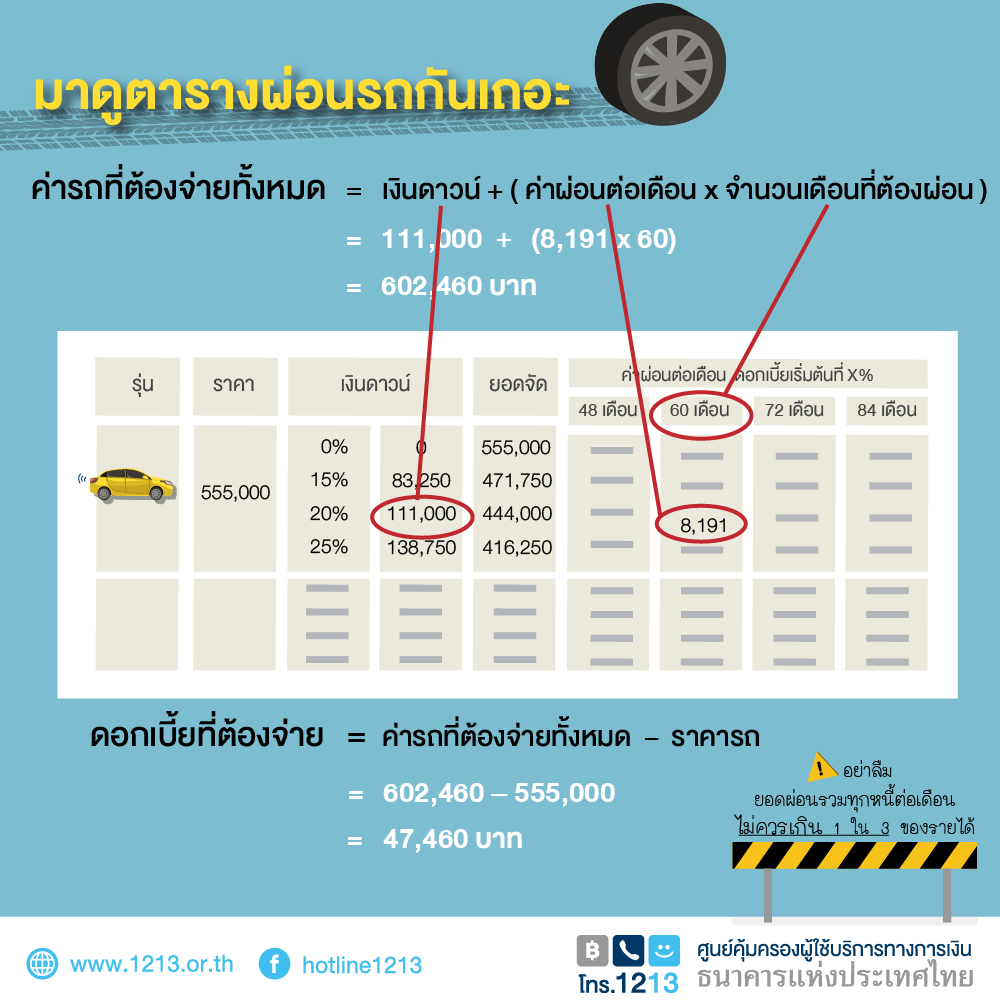 มาดูตารางผ่อนรถกันเถอะ
ค่ารถที่ต้องจ่ายทั้งหมด = เงินดาวน์ + ( ค่าผ่อนต่อเดือน x จำนวนเดือนที่ต้องผ่อน )
= 111,000 + (8,191 x 60)
= 602,460 บาท
รุ่น ราคา เงินดาวน์ ยอดจัด ค่าผ่อนต่อเดือน ดอกเบี้ยเริ่มต้นที่ X%
48 เดือน 60 เดือน 72 เดือน 84 เดือน
0% 0 555,000
15% 83,250 471,750
555,000
20% 111,000 444,000 8,191
25% 138,750 416,250
ดอกเบี้ยที่ต้องจ่าย = ค่ารถที่ต้องจ่ายทั้งหมด – ราคารถ
= 602,460 – 555,000
= 47,460 บาท
! อย่าลืม
ยอดผ่อนรวมทุกหนี้ต่อเดือน
ไม่ควรเกิน 1 ใน 3 ของรายได้
www.1213.or.th
f hotline1213
฿
โทร.1213
ศูนย์คุ้มครองผู้ใช้บริการทางการเงิน
ธนาคารแห่งประเทศไทย